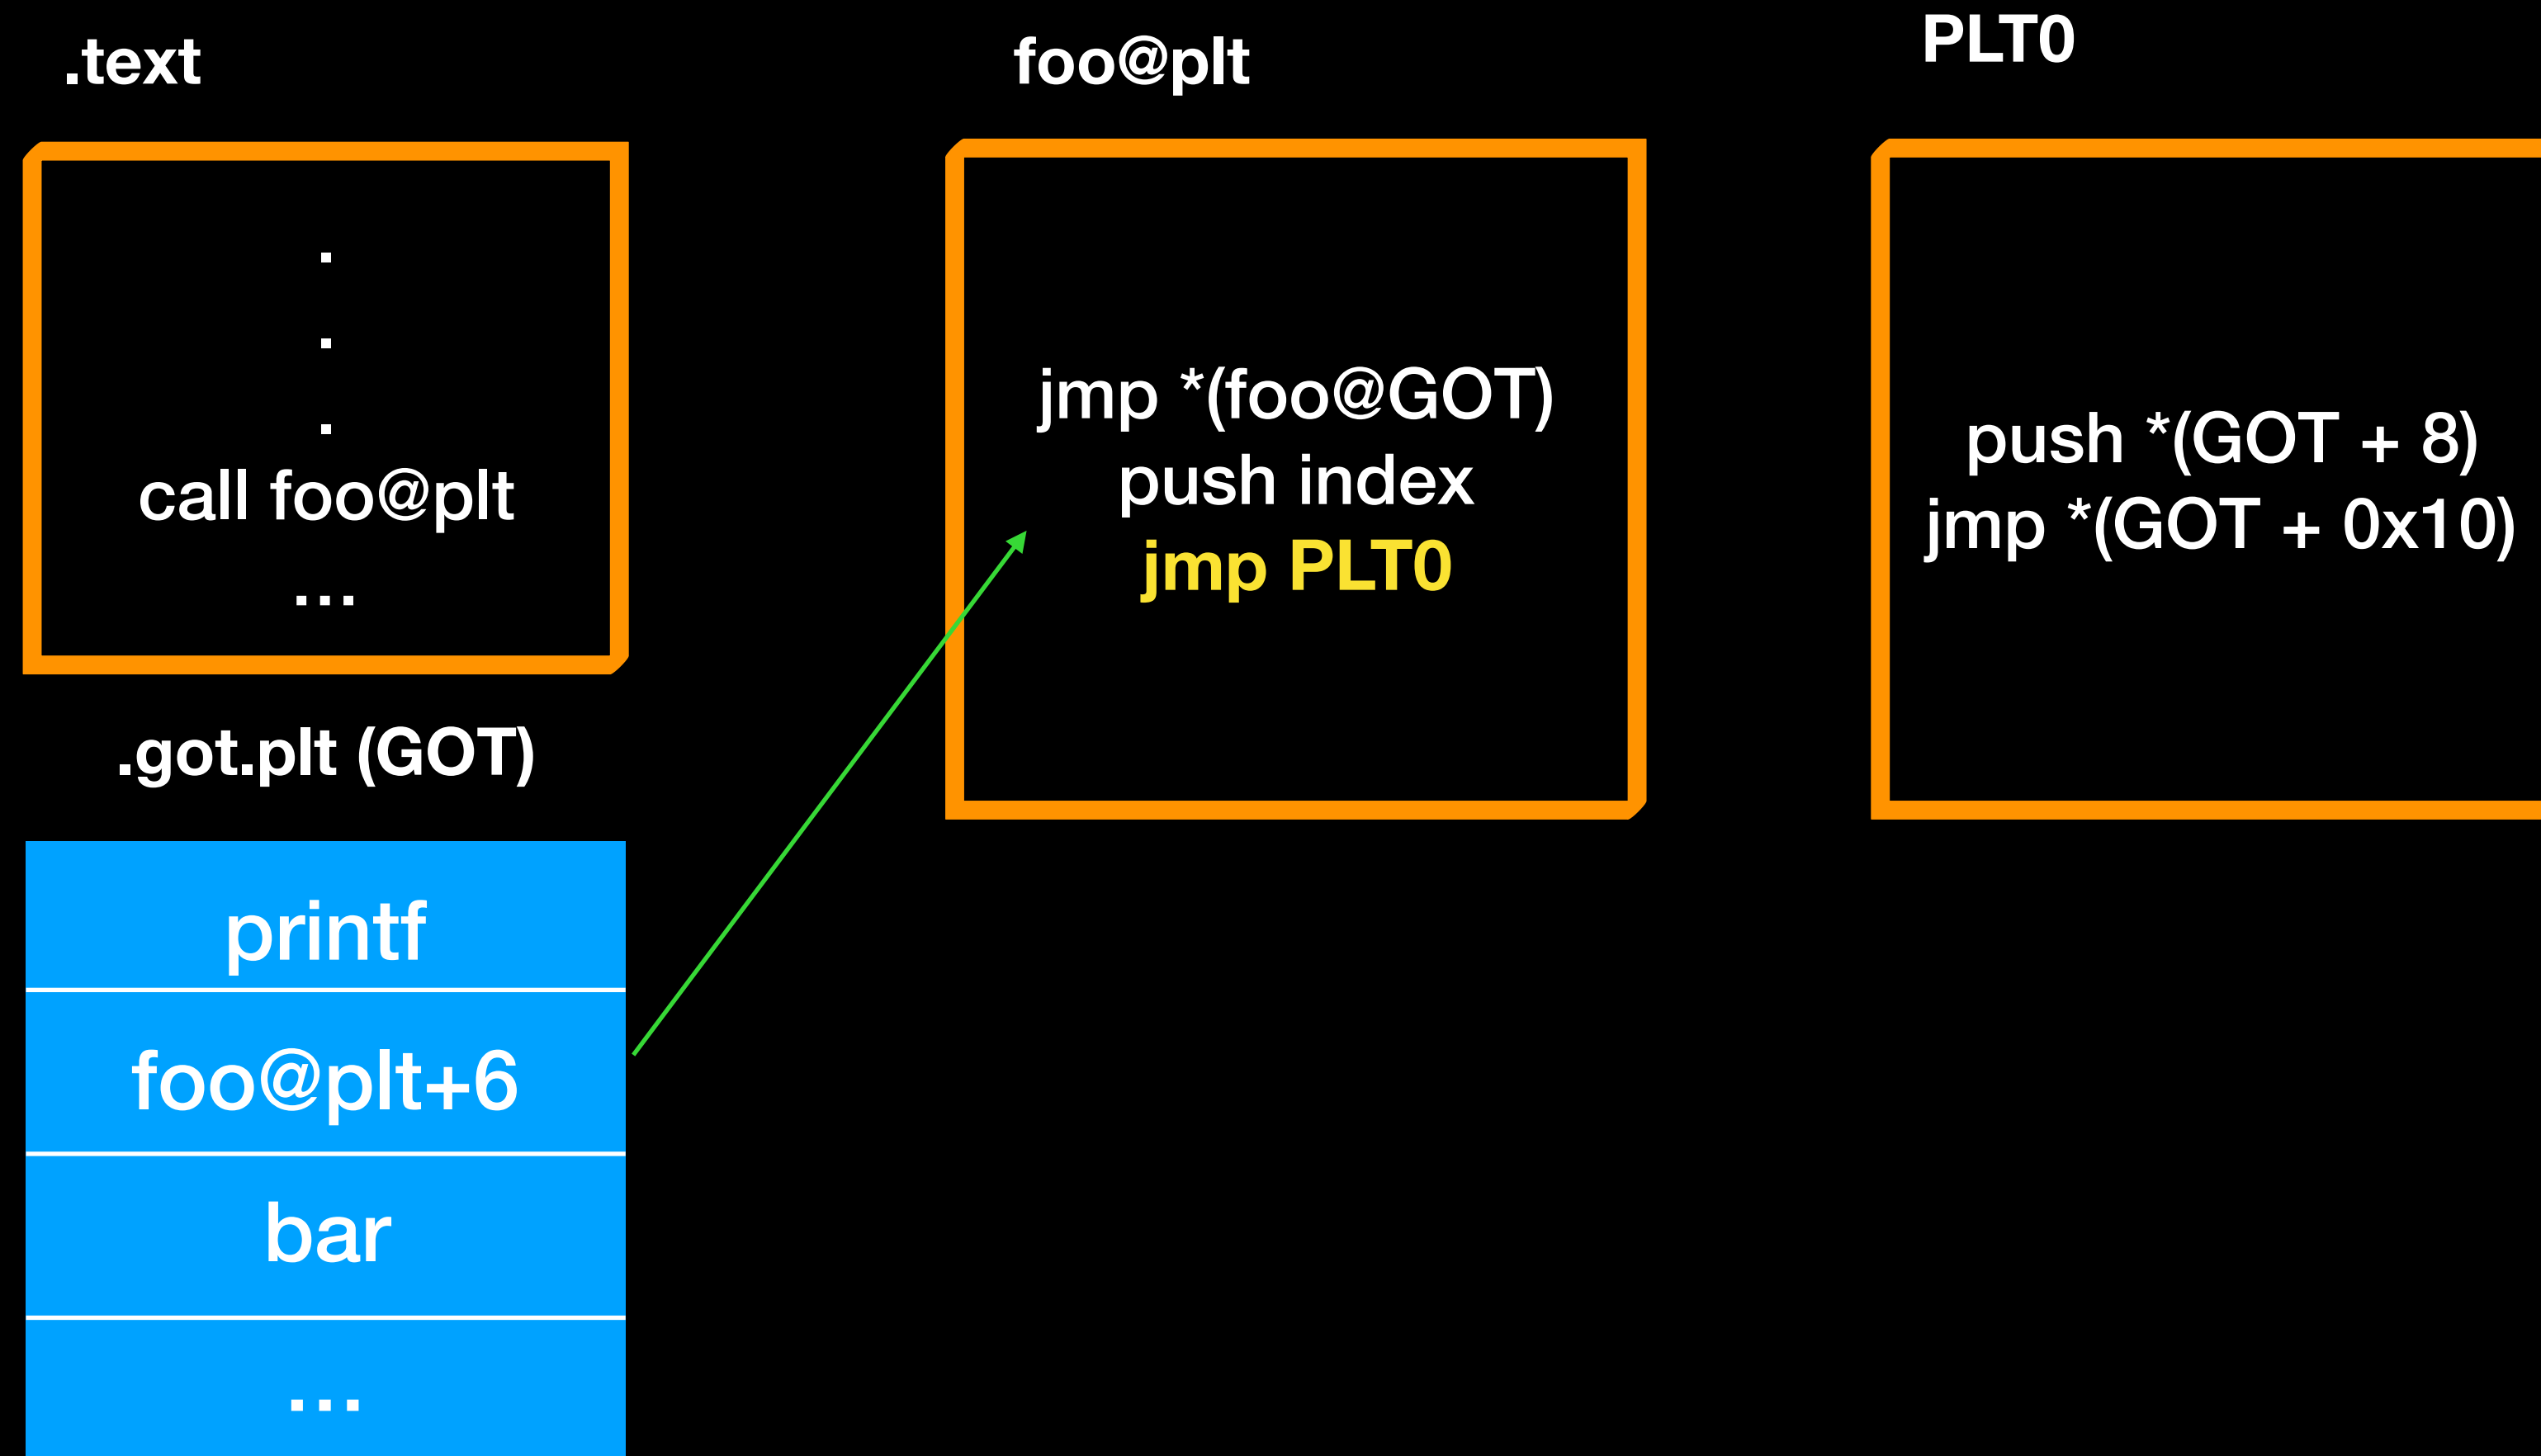 .text
.
.
.
call foo@plt
...
.got.plt (GOT)
printf
foo@plt+6
bar
...
foo@plt
jmp *(foo@GOT)
push index
jmp PLT0
PLT0
push *(GOT + 8)
jmp *(GOT + 0x10)